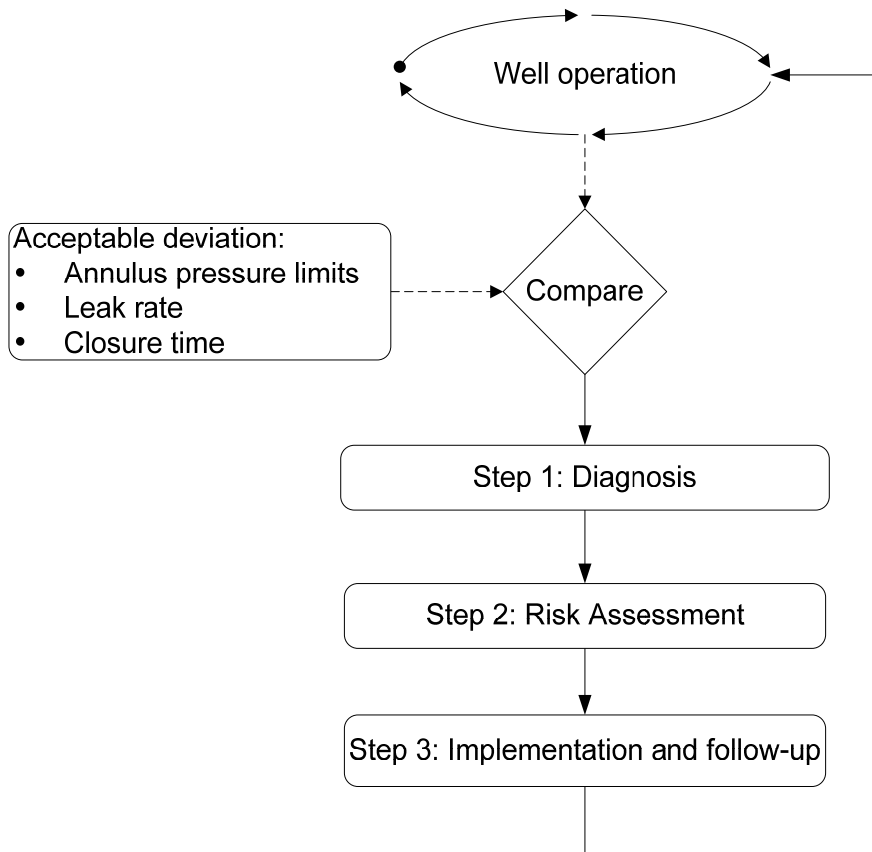 Well operation
Acceptable deviation:
• Annulus pressure limits
• Leak rate
• Closure time
Compare
Step 1: Diagnosis
Step 2: Risk Assessment
Step 3: Implementation and follow-up